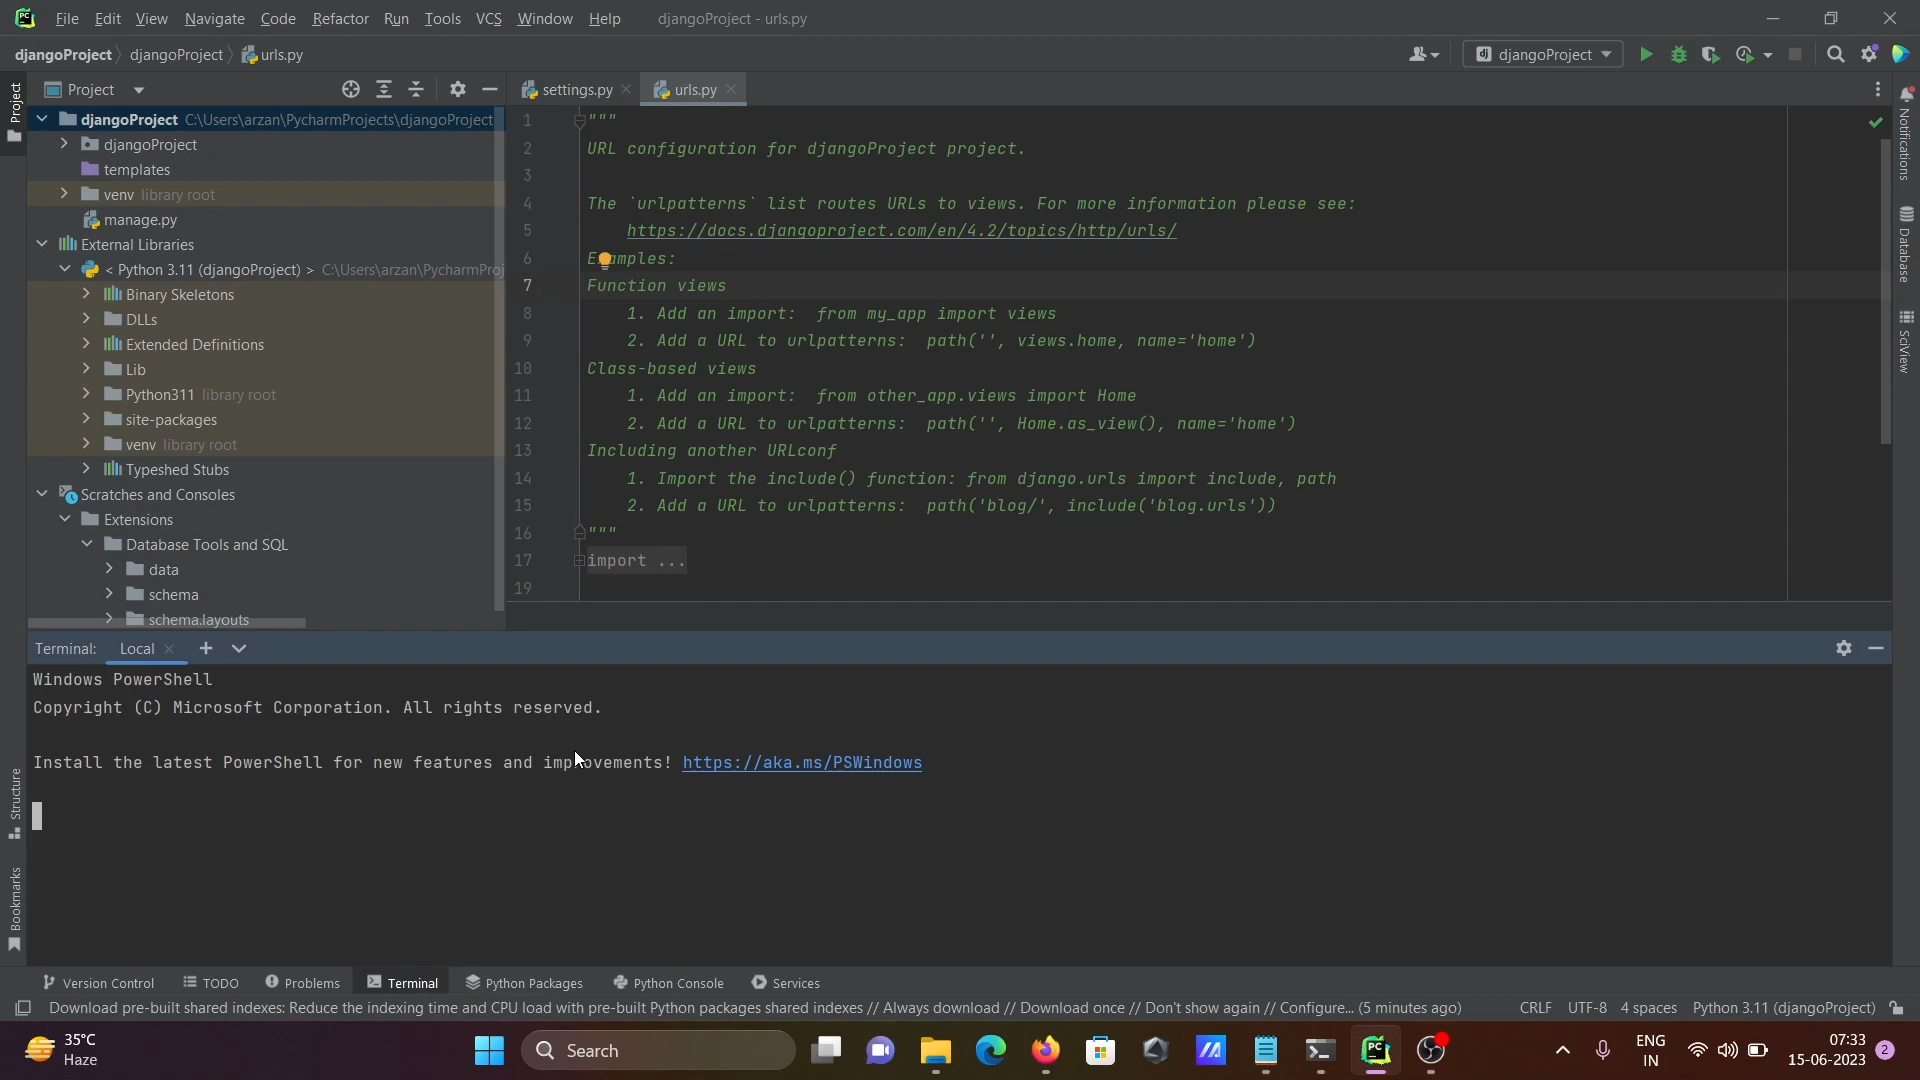 File Edit View Navigate Code Refactor Run Tools VCS Window Help djangoProject - urls.py
djangoProject djangoProject urls.py
djangoProject
Project
settings.py urls.py
Project
djangoProject C:\Users\arzan\PycharmProjects\djangoProject
djangoProject
templates
venv library root
manage.py
External Libraries
< Python 3.11 (djangoProject) > C:\Users\arzan\PycharmProj
Binary Skeletons
DLLs
Extended Definitions
Lib
Python311 library root
site-packages
venv library root
Typeshed Stubs
Scratches and Consoles
Extensions
Database Tools and SQL
data
schema
schema.layouts
1 """
2 URL configuration for djangoProject project.
3
4 The `urlpatterns` list routes URLs to views. For more information please see:
5 https://docs.djangoproject.com/en/4.2/topics/http/urls/
6 Examples:
7 Function views
8 1. Add an import:  from my_app import views
9 2. Add a URL to urlpatterns:  path('', views.home, name='home')
10 Class-based views
11 1. Add an import:  from other_app.views import Home
12 2. Add a URL to urlpatterns:  path('', Home.as_view(), name='home')
13 Including another URLconf
14 1. Import the include() function: from django.urls import include, path
15 2. Add a URL to urlpatterns:  path('blog/', include('blog.urls'))
16 """
17 import ...
19
Notifications
Database
SciView
Structure
Bookmarks
Terminal: Local
Windows PowerShell
Copyright (C) Microsoft Corporation. All rights reserved.
Install the latest PowerShell for new features and improvements! https://aka.ms/PSWindows
Version Control TODO Problems Terminal Python Packages Python Console Services
Download pre-built shared indexes: Reduce the indexing time and CPU load with pre-built Python packages shared indexes // Always download // Download once // Don't show again // Configure... (5 minutes ago) CRLF UTF-8 4 spaces Python 3.11 (djangoProject)
35°C
Haze
Search
ENG
IN
07:33
15-06-2023
2